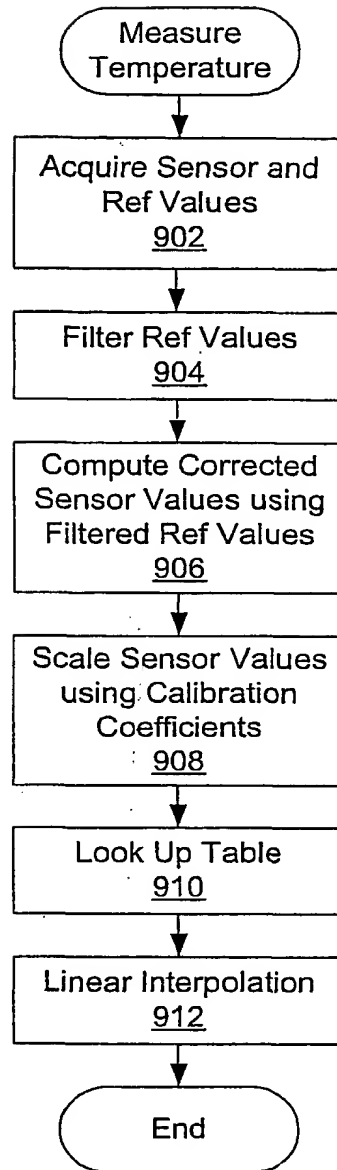 Measure
Temperature
Acquire Sensor and
Ref Values
902
Filter Ref Values
904
Compute Corrected
Sensor Values using
Filtered Ref Values
906
Scale Sensor Values
using Calibration
Coefficients
908
Look Up Table
910
Linear Interpolation
912
End